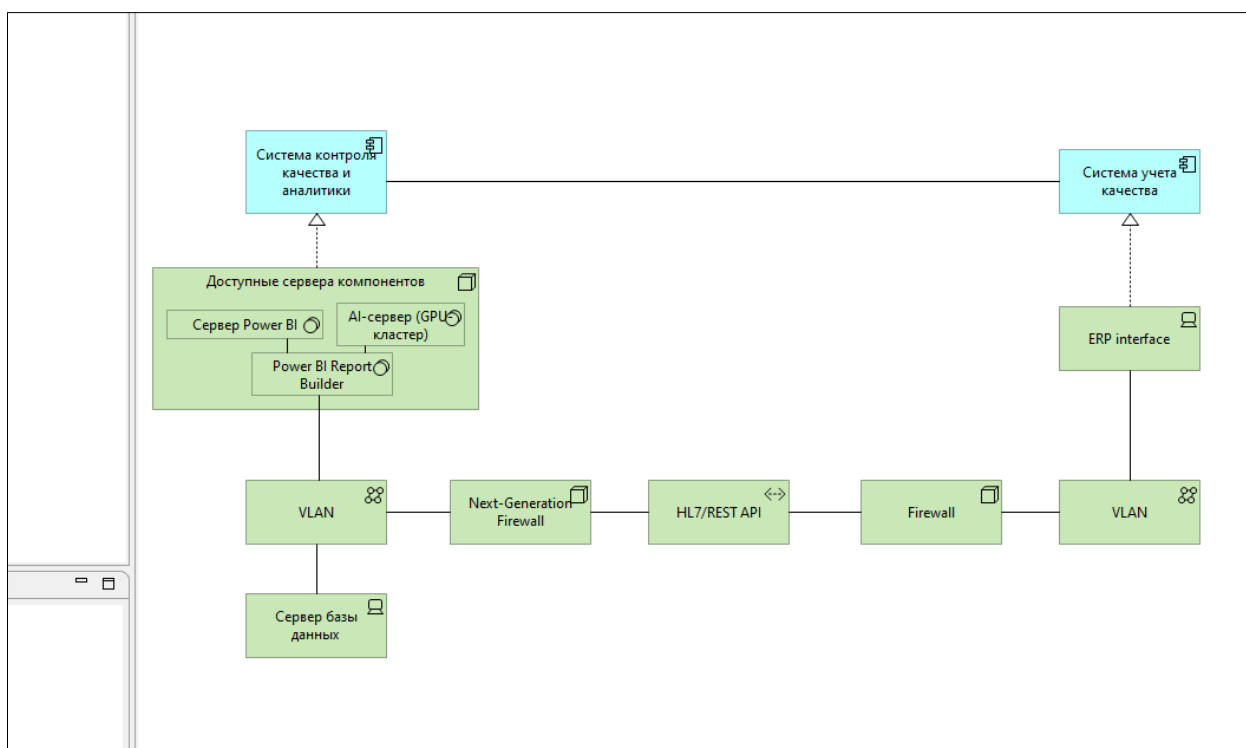 Система контроля
качества и
аналитики
Система учета
качества
Доступные сервера компонентов
Сервер Power BI
AI-сервер (GPU-
кластер)
Power BI Report
Builder
ERP interface
VLAN
Next-Generation
Firewall
HL7/REST API
Firewall
VLAN
Сервер базы
данных